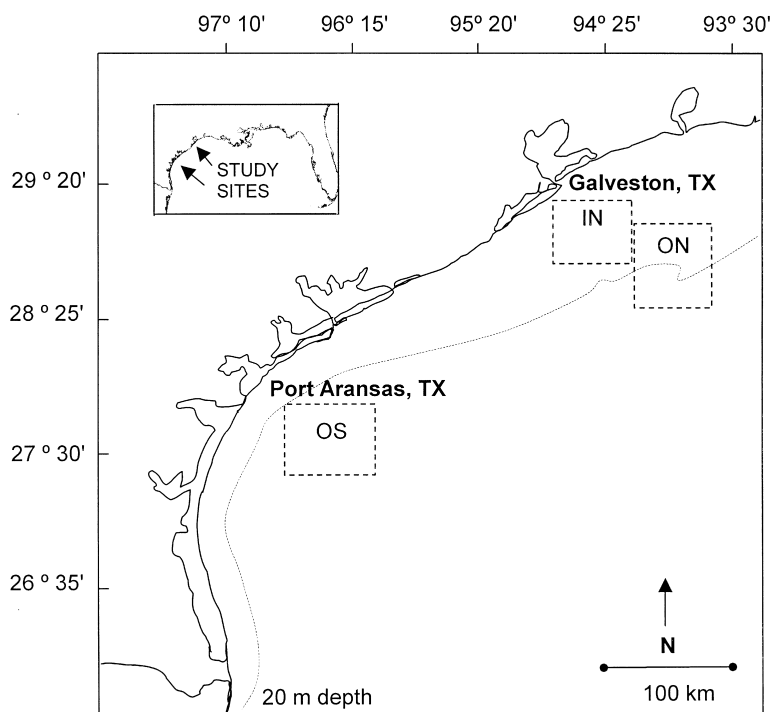 97º 10'
96º 15'
95º 20'
94º 25'
93º 30'
STUDY
SITES
29 º 20'
Galveston, TX
IN
ON
28 º 25'
Port Aransas, TX
OS
27 º 30'
26 º 35'
N
20 m depth
100 km